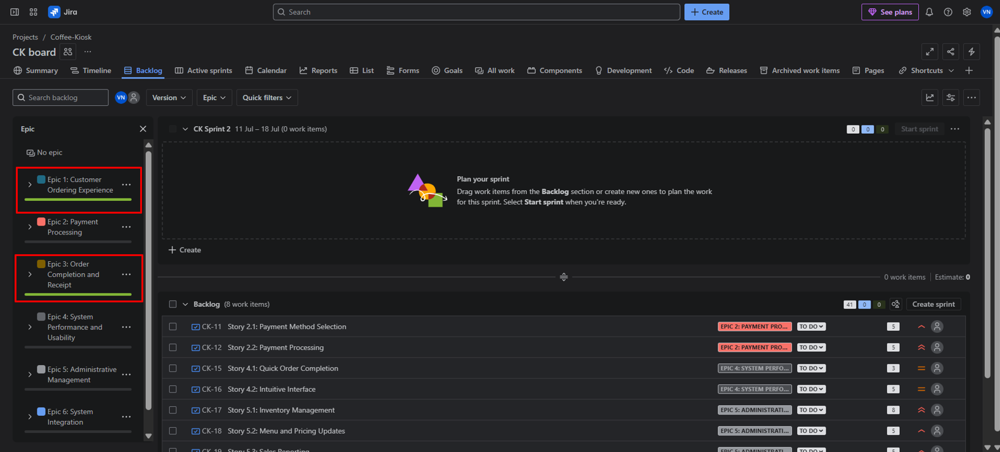 Jira
Search
Create
See plans
VN
Projects / Coffee-Kiosk
CK board
Summary
Timeline
Backlog
Active sprints
Calendar
Reports
List
Forms
Goals
All work
Components
Development
Code
Releases
Archived work items
Pages
Shortcuts
Search backlog
VN
Version
Epic
Quick filters
Epic
No epic
Epic 1: Customer
Ordering Experience
Epic 2: Payment
Processing
Epic 3: Order
Completion and
Receipt
Epic 4: System
Performance and
Usability
Epic 5: Administrative
Management
Epic 6: System
Integration
CK Sprint 2 11 Jul – 18 Jul (0 work items)
0 0 0 Start sprint
Plan your sprint
Drag work items from the Backlog section or create new ones to plan the work
for this sprint. Select Start sprint when you're ready.
Create
0 work items Estimate: 0
Backlog (8 work items)
41 0 0 Create sprint
CK-11 Story 2.1: Payment Method Selection EPIC 2: PAYMENT PRO... TO DO 5
CK-12 Story 2.2: Payment Processing EPIC 2: PAYMENT PRO... TO DO 5
CK-15 Story 4.1: Quick Order Completion EPIC 4: SYSTEM PERFO... TO DO 3
CK-16 Story 4.2: Intuitive Interface EPIC 4: SYSTEM PERFO... TO DO 5
CK-17 Story 5.1: Inventory Management EPIC 5: ADMINISTRATI... TO DO 8
CK-18 Story 5.2: Menu and Pricing Updates EPIC 5: ADMINISTRATI... TO DO 5
CK-19 Story 5.3: Sales Reporting EPIC 5: ADMINISTRATI... TO DO 5